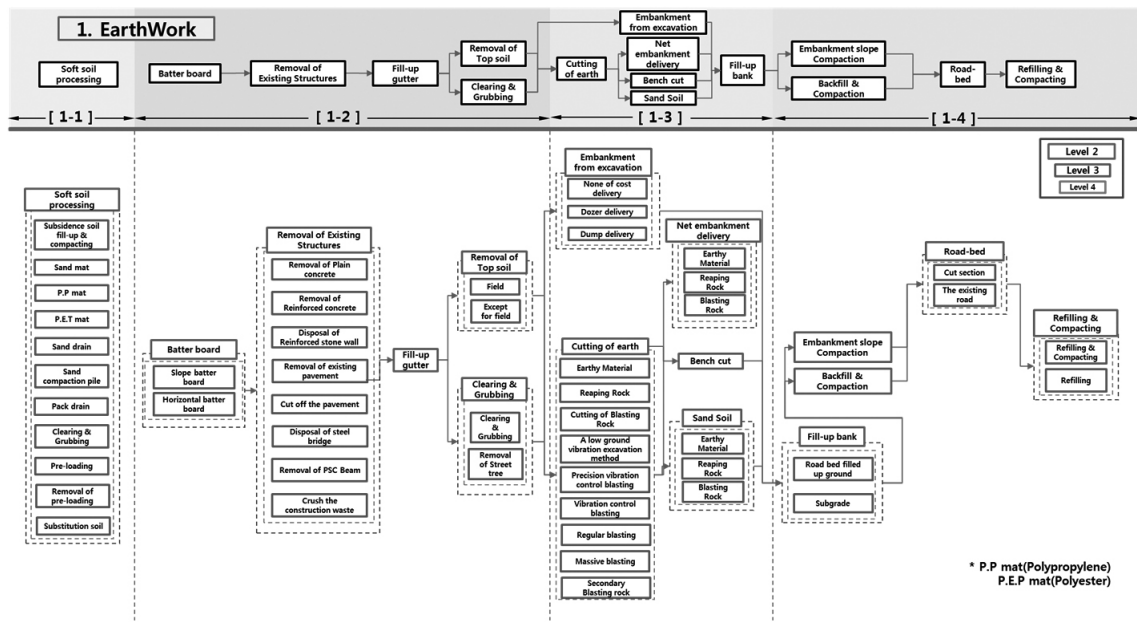 1. EarthWork
Soft soil
processing
Batter board
Removal of
Existing Structures
Fill-up
gutter
Removal of
Top soil
Clearing &
Grubbing
Cutting
of earth
Embankment
from excavation
Net
embankment
delivery
Bench cut
Sand Soil
Fill-up
bank
Embankment slope
Compaction
Backfill &
Compaction
Road-
bed
Refilling &
Compacting
[ 1-1 ]
[ 1-2 ]
[ 1-3 ]
[ 1-4 ]
Level 2
Level 3
Level 4
Soft soil
processing
Subsidence soil
fill-up &
compacting
Sand mat
P.P mat
P.E.T mat
Sand drain
Sand
compaction pile
Pack drain
Clearing &
Grubbing
Pre-loading
Removal of
pre-loading
Substitution soil
Batter board
Slope batter
board
Horizontal batter
board
Removal of Existing
Structures
Removal of Plain
concrete
Removal of
Reinforced concrete
Disposal of
Reinforced stone wall
Removal of existing
pavement
Cut off the pavement
Disposal of steel
bridge
Removal of PSC Beam
Crush the
construction waste
Fill-up
gutter
Removal of
Top soil
Field
Except
for field
Clearing &
Grubbing
Clearing
&
Grubbing
Removal
of Street
tree
Embankment
from excavation
None of cost
delivery
Dozer delivery
Dump delivery
Cutting of earth
Earthy Material
Reaping Rock
Cutting of Blasting
Rock
A low ground
vibration excavation
method
Precision vibration
control blasting
Vibration control
blasting
Regular blasting
Massive blasting
Secondary
Blasting rock
Net embankment
delivery
Earthy
Material
Reaping
Rock
Blasting
Rock
Bench cut
Sand Soil
Earthy
Material
Reaping
Rock
Blasting
Rock
Embankment slope
Compaction
Backfill &
Compaction
Fill-up bank
Road bed filled
up ground
Subgrade
Road-bed
Cut section
The existing
road
Refilling &
Compacting
Refilling &
Compacting
Refilling
* P.P mat(Polypropylene)
P.E.P mat(Polyester)